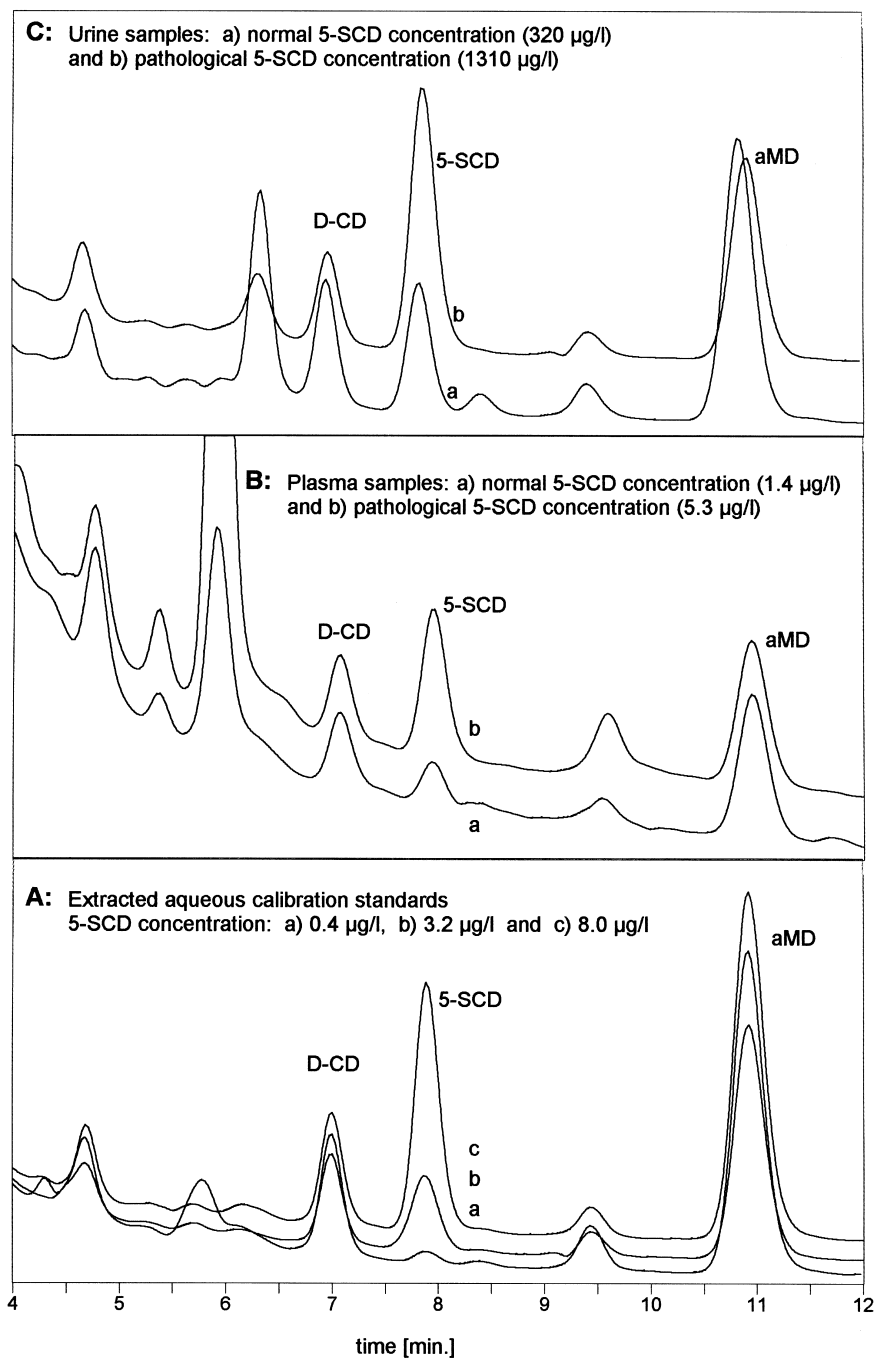 C: Urine samples: a) normal 5-SCD concentration (320 µg/l)
and b) pathological 5-SCD concentration (1310 µg/l)
5-SCD
aMD
D-CD
b
a
B: Plasma samples: a) normal 5-SCD concentration (1.4 µg/l)
and b) pathological 5-SCD concentration (5.3 µg/l)
5-SCD
D-CD
aMD
b
a
A: Extracted aqueous calibration standards
5-SCD concentration: a) 0.4 µg/l, b) 3.2 µg/l and c) 8.0 µg/l
aMD
5-SCD
D-CD
c
b
a
4 5 6 7 8 9 10 11 12
time [min.]